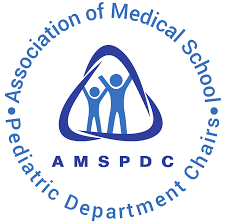 Association of Medical School
• Pediatric Department Chairs •
AMSPDC